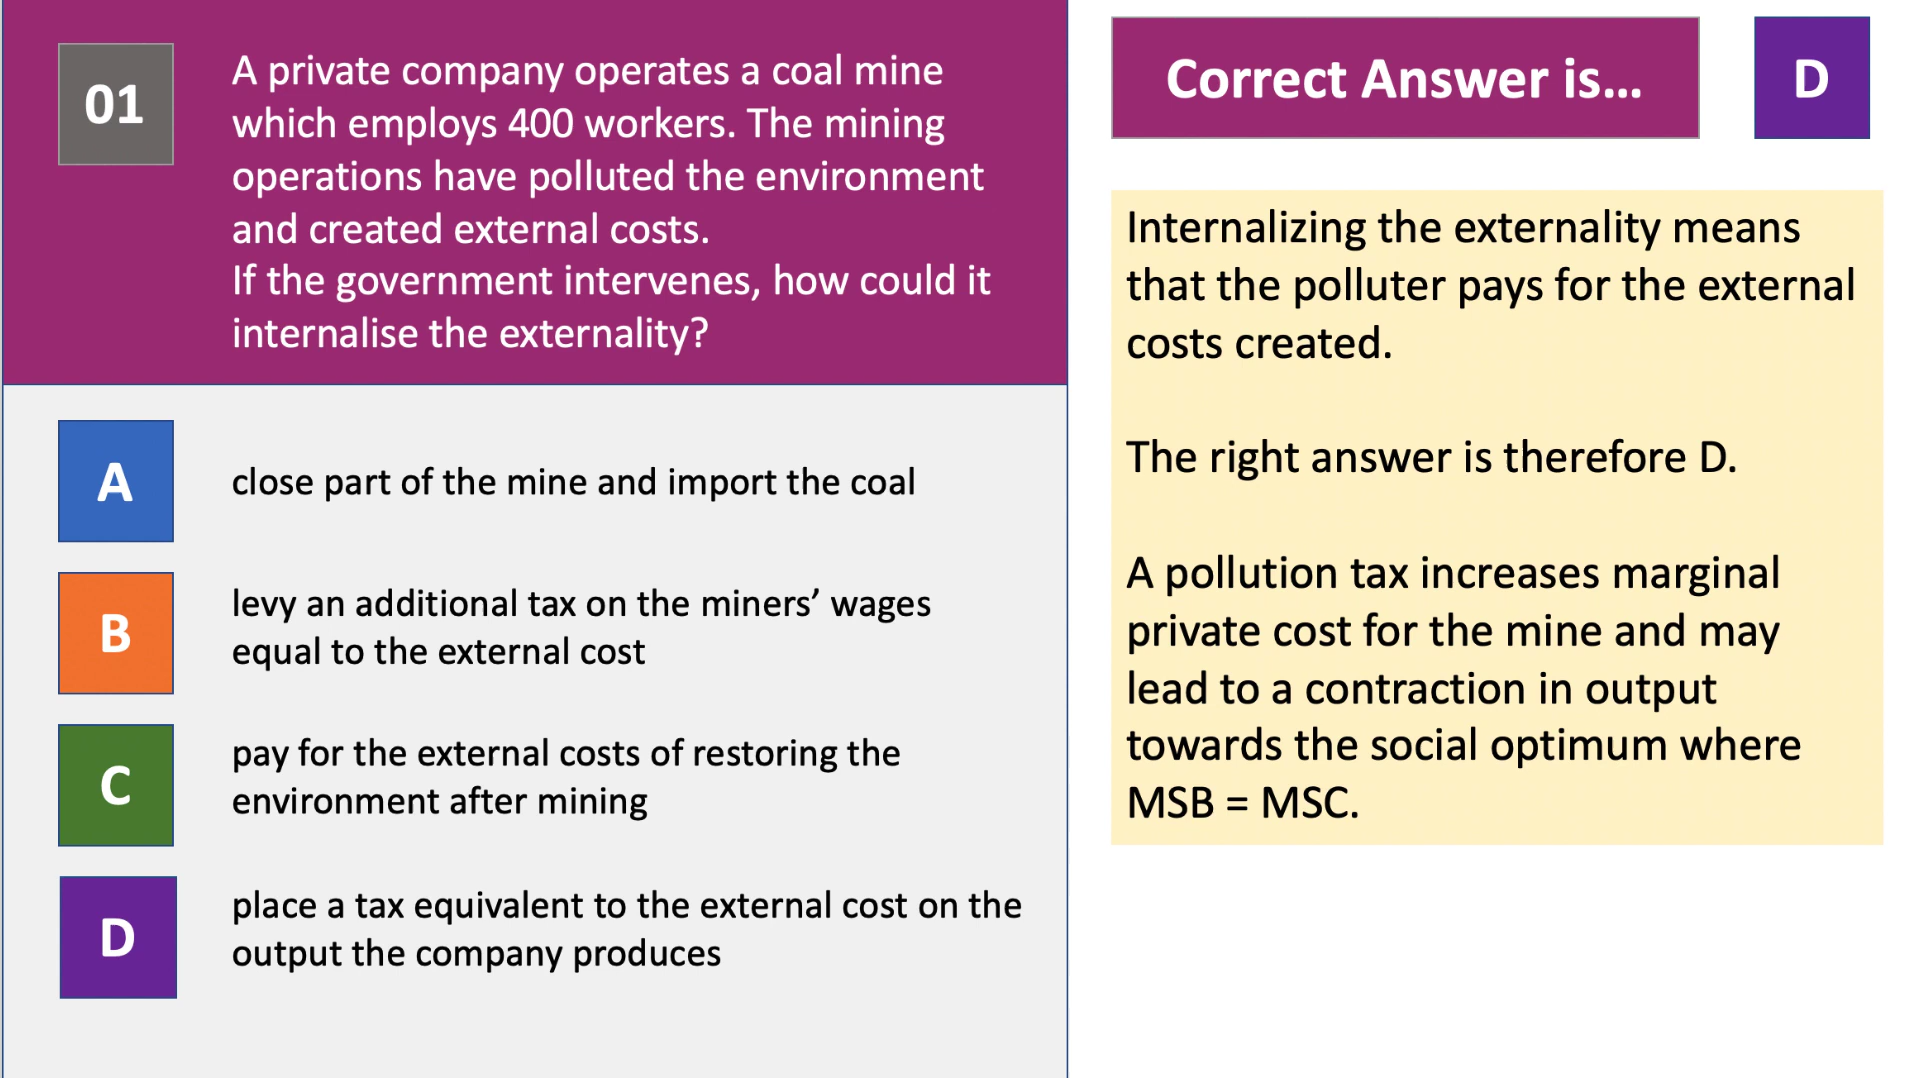 01
A private company operates a coal mine
which employs 400 workers. The mining
operations have polluted the environment
and created external costs.
If the government intervenes, how could it
internalise the externality?
A
close part of the mine and import the coal
B
levy an additional tax on the miners’ wages
equal to the external cost
C
pay for the external costs of restoring the
environment after mining
D
place a tax equivalent to the external cost on the
output the company produces
Correct Answer is...
D
Internalizing the externality means
that the polluter pays for the external
costs created.
The right answer is therefore D.
A pollution tax increases marginal
private cost for the mine and may
lead to a contraction in output
towards the social optimum where
MSB = MSC.